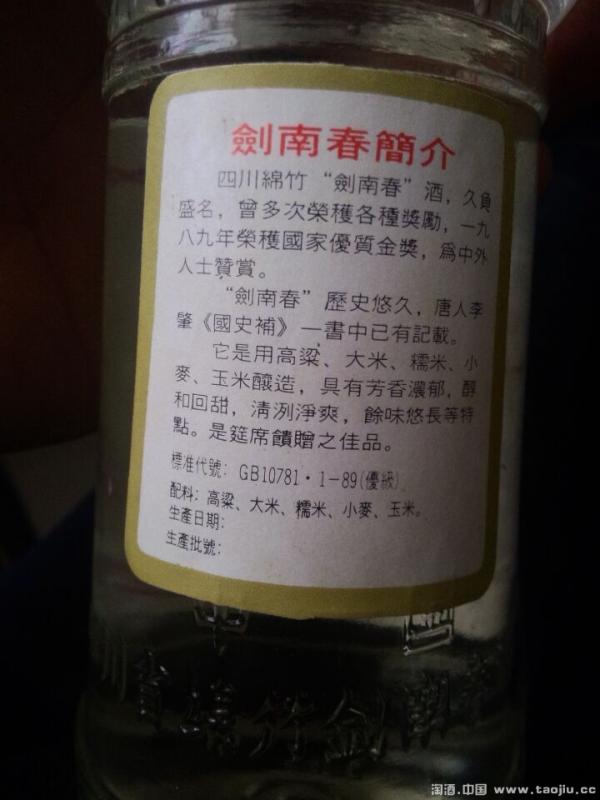 劍南春簡介
四川綿竹“劍南春”酒,久負
盛名,曾多次榮獲各種獎勵,一九
八九年榮獲國家優質金獎,爲中外
人士贊賞。
“劍南春”歷史悠久,唐人李
肇《國史補》一書中已有記載。
它是用高粱、大米、糯米、小
麥、玉米釀造,具有芳香濃郁,醇
和回甜,清冽淨爽,餘味悠長等特
點。是筵席饋贈之佳品。
標准代號:GB10781·1-89(優級)
配料:高粱、大米、糯米、小麥、玉米。
生產日期:
生產批號:
中國
淘酒.中国 www.taojiu.cc